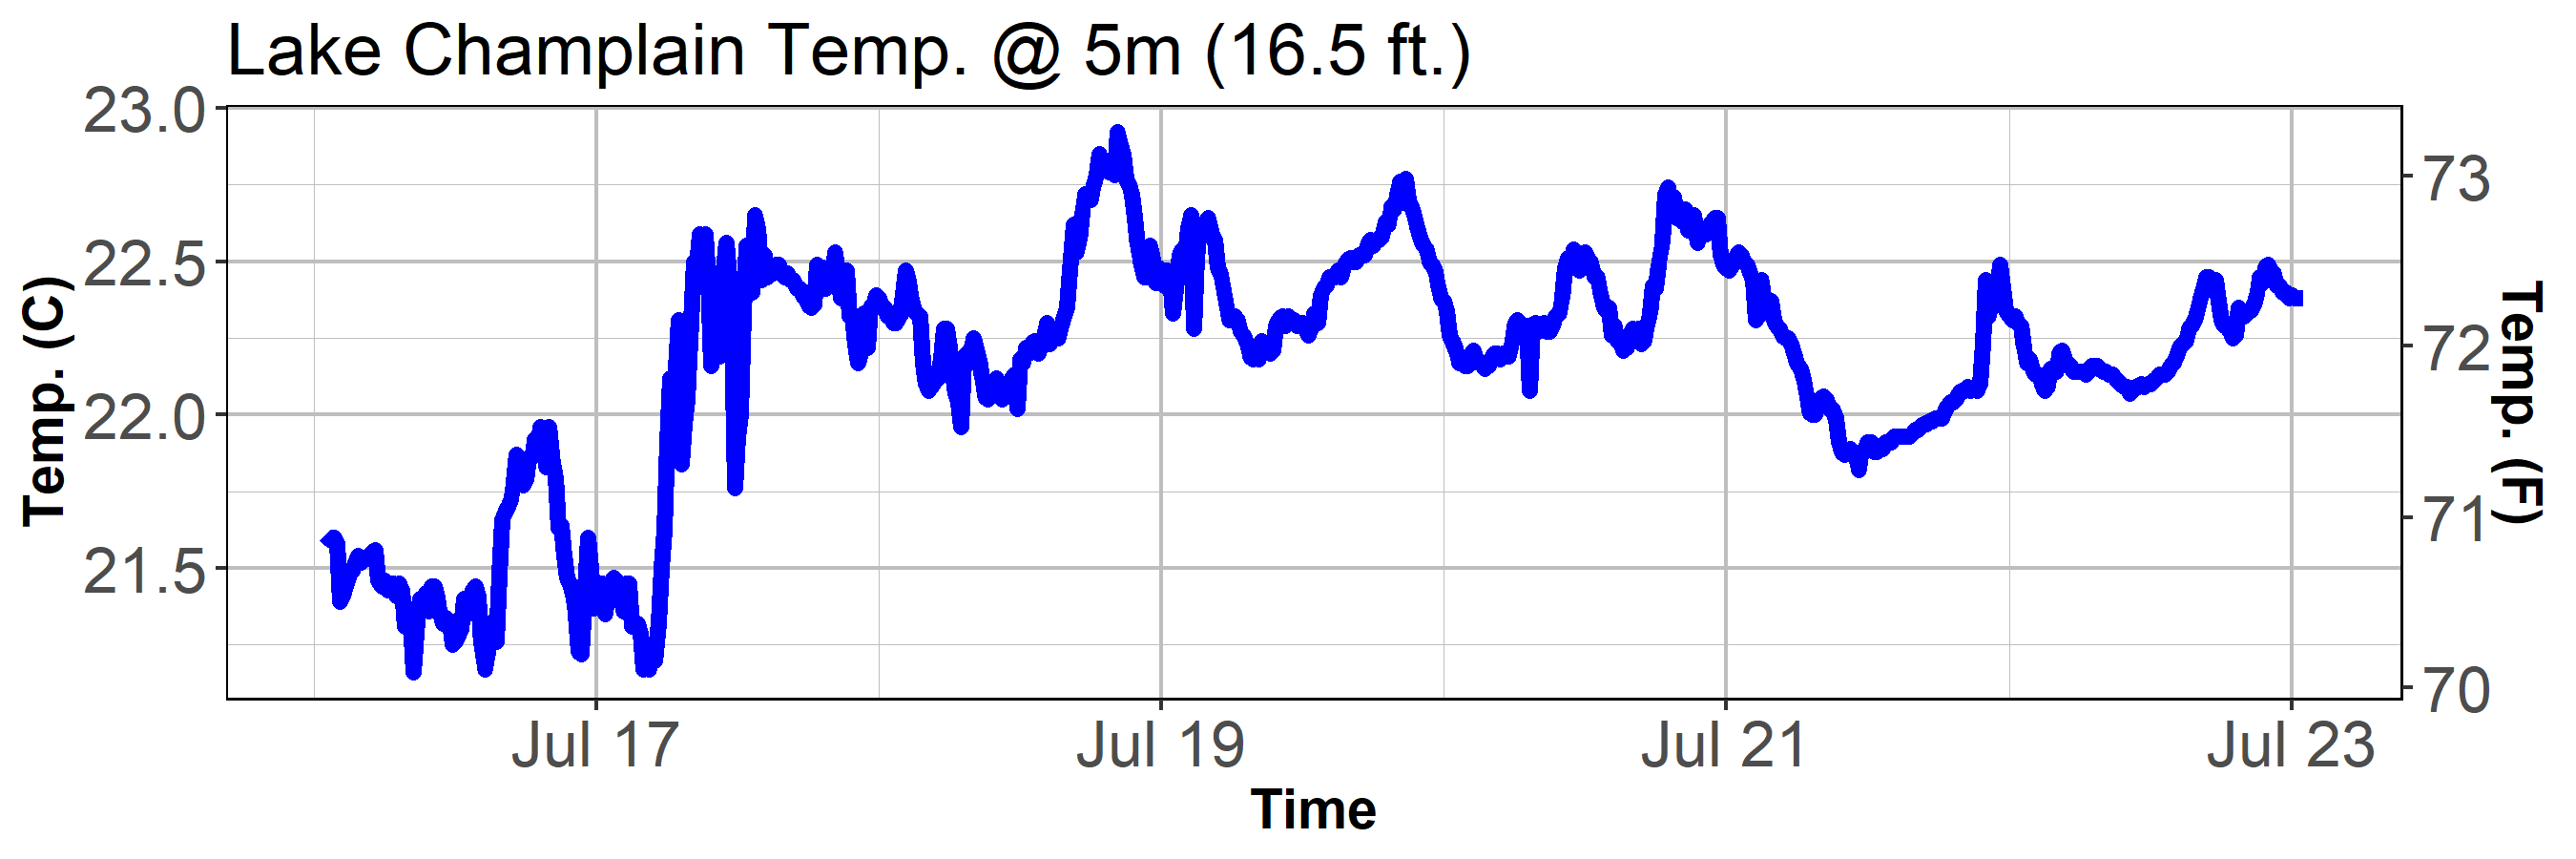 Lake Champlain Temp. @ 5m (16.5 ft.)
23.0
22.5
22.0
21.5
Temp. (C)
73
72
71
70
Temp. (F)
Jul 17 Jul 19 Jul 21 Jul 23
Time